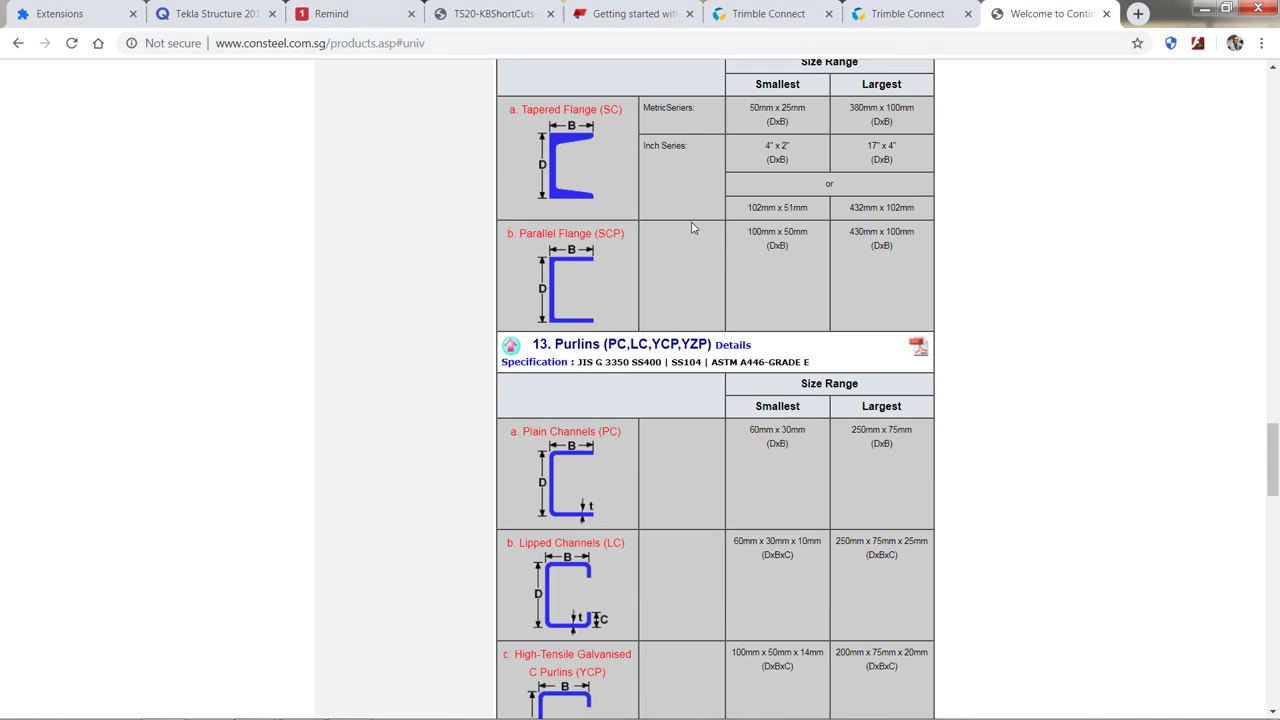 Extensions
Tekla Structure 201
1 Remind
TS20-KBDShortCuts
Getting started with
Trimble Connect
Trimble Connect
Welcome to Contin
Not secure | www.consteel.com.sg/products.asp#univ
Size Range
Smallest Largest
a. Tapered Flange (SC)
B
D
MetricSeriers:
50mm x 25mm
(DxB)
380mm x 100mm
(DxB)
Inch Series:
4" x 2"
(DxB)
17" x 4"
(DxB)
or
102mm x 51mm 432mm x 102mm
b. Parallel Flange (SCP)
B
D
100mm x 50mm
(DxB)
430mm x 100mm
(DxB)
13. Purlins (PC,LC,YCP,YZP) Details
Specification : JIS G 3350 SS400 | SS104 | ASTM A446-GRADE E
Size Range
Smallest Largest
a. Plain Channels (PC)
B
D
t
60mm x 30mm
(DxB)
250mm x 75mm
(DxB)
b. Lipped Channels (LC)
B
D
t
C
60mm x 30mm x 10mm
(DxBxC)
250mm x 75mm x 25mm
(DxBxC)
c. High-Tensile Galvanised
C Purlins (YCP)
B
100mm x 50mm x 14mm
(DxBxC)
200mm x 75mm x 20mm
(DxBxC)